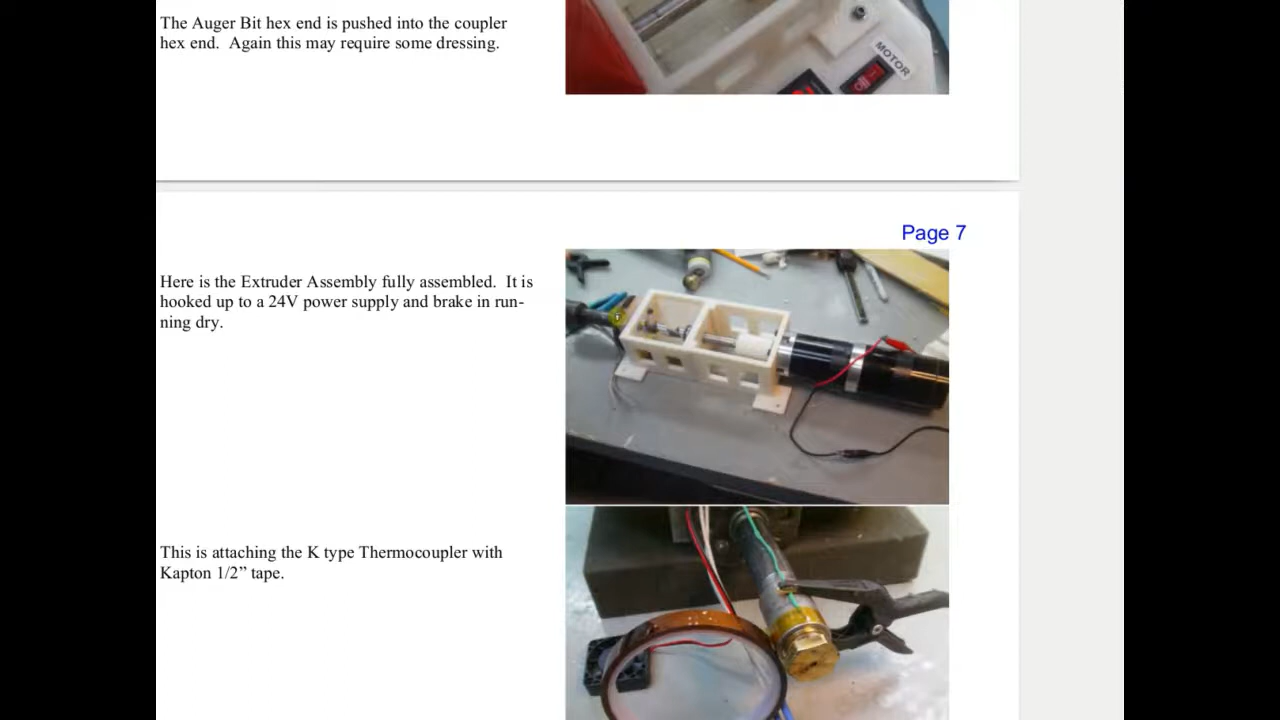 The Auger Bit hex end is pushed into the coupler
hex end. Again this may require some dressing.
MOTOR
Page 7
Here is the Extruder Assembly fully assembled. It is
hooked up to a 24V power supply and brake in run-
ning dry.
This is attaching the K type Thermocoupler with
Kapton 1/2” tape.